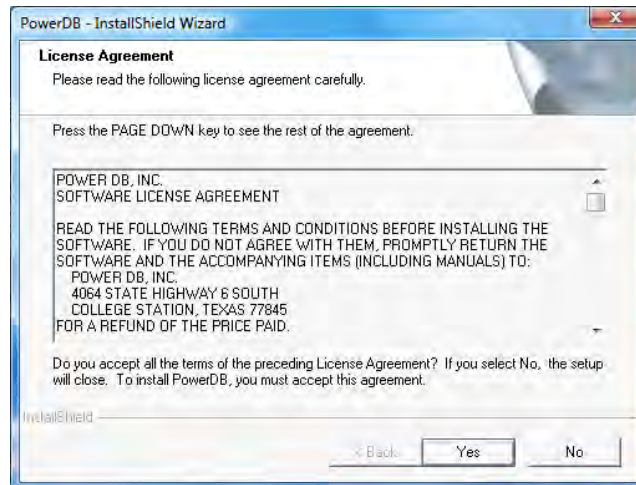 PowerDB - InstallShield Wizard
License Agreement
Please read the following license agreement carefully.
Press the PAGE DOWN key to see the rest of the agreement.
POWER DB, INC.
SOFTWARE LICENSE AGREEMENT
READ THE FOLLOWING TERMS AND CONDITIONS BEFORE INSTALLING THE
SOFTWARE.  IF YOU DO NOT AGREE WITH THEM, PROMPTLY RETURN THE
SOFTWARE AND THE ACCOMPANYING ITEMS (INCLUDING MANUALS) TO:
POWER DB, INC.
4064 STATE HIGHWAY 6 SOUTH
COLLEGE STATION, TEXAS 77845
FOR A REFUND OF THE PRICE PAID.
Do you accept all the terms of the preceding License Agreement?  If you select No,  the setup
will close.  To install PowerDB, you must accept this agreement.
InstallShield
< Back
Yes
No